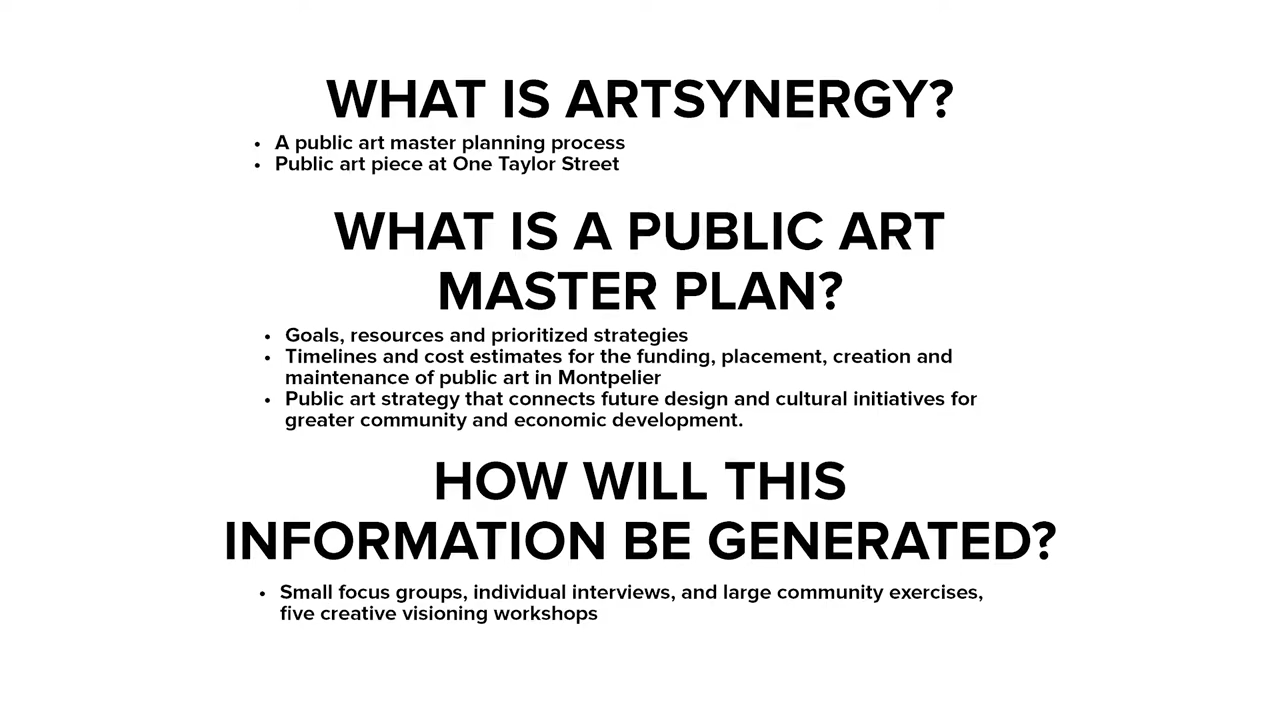 WHAT IS ARTSYNERGY?
• A public art master planning process
• Public art piece at One Taylor Street
WHAT IS A PUBLIC ART
MASTER PLAN?
• Goals, resources and prioritized strategies
• Timelines and cost estimates for the funding, placement, creation and
maintenance of public art in Montpelier
• Public art strategy that connects future design and cultural initiatives for
greater community and economic development.
HOW WILL THIS
INFORMATION BE GENERATED?
• Small focus groups, individual interviews, and large community exercises,
five creative visioning workshops